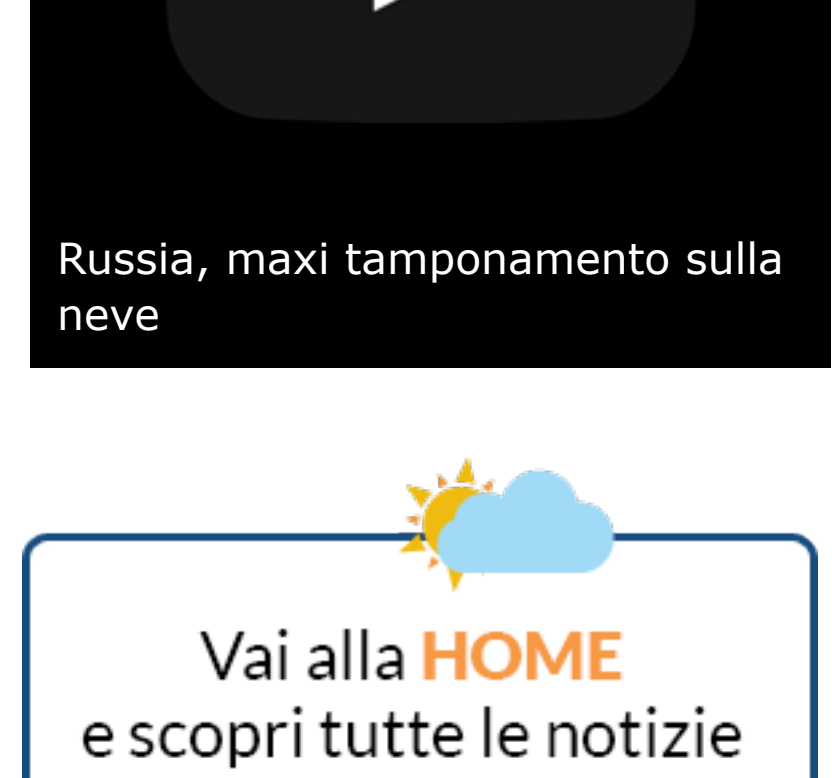 Russia, maxi tamponamento sulla
neve
Vai alla HOME
e scopri tutte le notizie